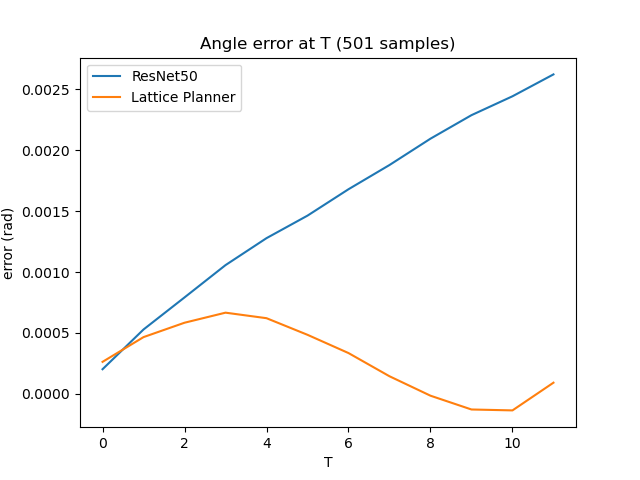 Angle error at T (501 samples)
ResNet50
Lattice Planner
error (rad)
0.0025
0.0020
0.0015
0.0010
0.0005
0.0000
0 2 4 6 8 10
T